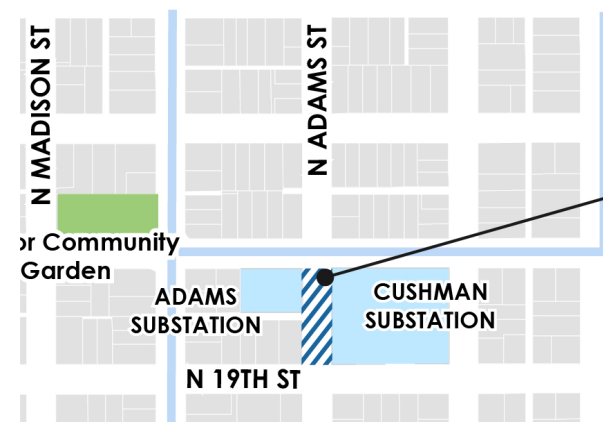 N MADISON ST
N ADAMS ST
or Community
Garden
ADAMS
SUBSTATION
CUSHMAN
SUBSTATION
N 19TH ST